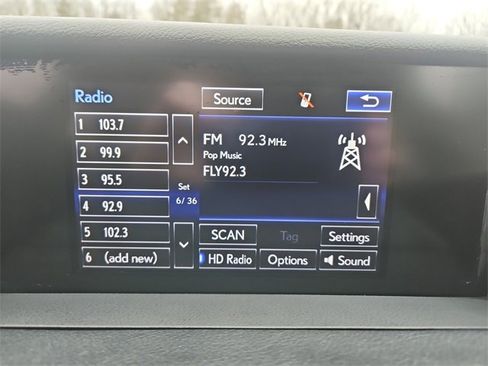 Radio
Source
1 103.7
2 99.9
3 95.5
4 92.9
5 102.3
6 (add new)
Set
6/36
FM 92.3 MHz
Pop Music
FLY92.3
SCAN
Tag
Settings
HD Radio
Options
Sound